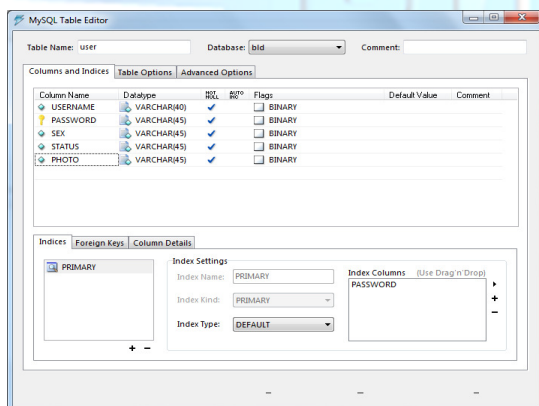 MySQL Table Editor
Table Name: user Database: bld Comment:
Columns and Indices Table Options Advanced Options
Column Name Datatype NOT NULL AUTO INC Flags Default Value Comment
USERNAME VARCHAR(40) BINARY
PASSWORD VARCHAR(45) BINARY
SEX VARCHAR(45) BINARY
STATUS VARCHAR(45) BINARY
PHOTO VARCHAR(45) BINARY
Indices Foreign Keys Column Details
PRIMARY
Index Settings
Index Name: PRIMARY
Index Kind: PRIMARY
Index Type: DEFAULT
Index Columns (Use Drag'n'Drop)
PASSWORD